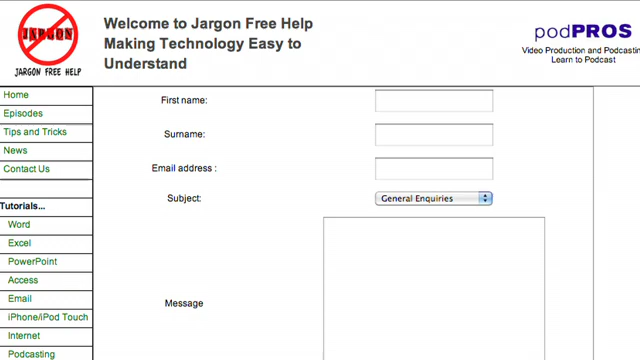 JARGON
JARGON FREE HELP
Welcome to Jargon Free Help
Making Technology Easy to
Understand
podPROS
Video Production and Podcasting
Learn to Podcast
Home
Episodes
Tips and Tricks
News
Contact Us
Tutorials...
Word
Excel
PowerPoint
Access
Email
iPhone/iPod Touch
Internet
Podcasting
First name:
Surname:
Email address :
Subject:
General Enquiries
Message